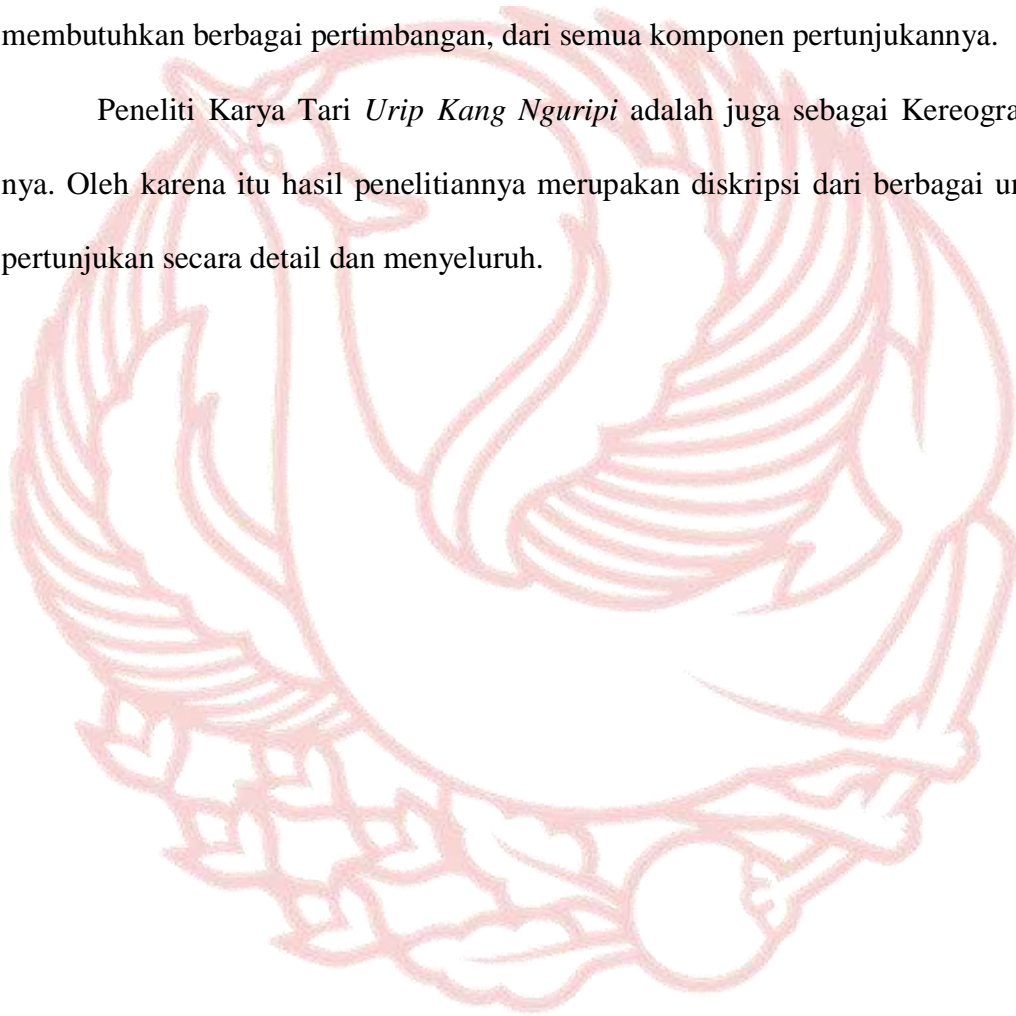 membutuhkan berbagai pertimbangan, dari semua komponen pertunjukannya.
Peneliti Karya Tari Urip Kang Nguripi adalah juga sebagai Kereogra
nya. Oleh karena itu hasil penelitiannya merupakan diskripsi dari berbagai
pertunjukan secara detail dan menyeluruh.